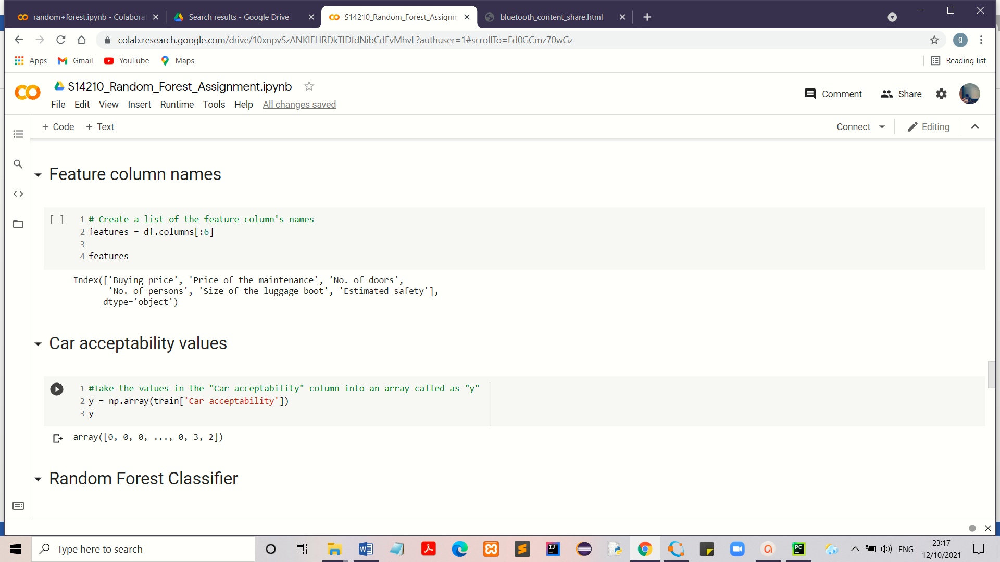 random+forest.ipynb - Colaborat
Search results - Google Drive
S14210_Random_Forest_Assignm
bluetooth_content_share.html
colab.research.google.com/drive/10xnpvSzANKIEHRDkTfDfdNibCdFvMhvL?authuser=1#scrollTo=Fd0GCmz70wGz
g
Apps Gmail YouTube Maps Reading list
S14210_Random_Forest_Assignment.ipynb
Comment Share
File Edit View Insert Runtime Tools Help All changes saved
+ Code + Text Connect Editing
Feature column names
[ ] 1 # Create a list of the feature column's names
2 features = df.columns[:6]
3
4 features
Index(['Buying price', 'Price of the maintenance', 'No. of doors',
'No. of persons', 'Size of the luggage boot', 'Estimated safety'],
dtype='object')
Car acceptability values
1 #Take the values in the "Car acceptability" column into an array called as "y"
2 y = np.array(train['Car acceptability'])
3 y
array([0, 0, 0, ..., 0, 3, 2])
Random Forest Classifier
Type here to search
ENG
23:17
12/10/2021